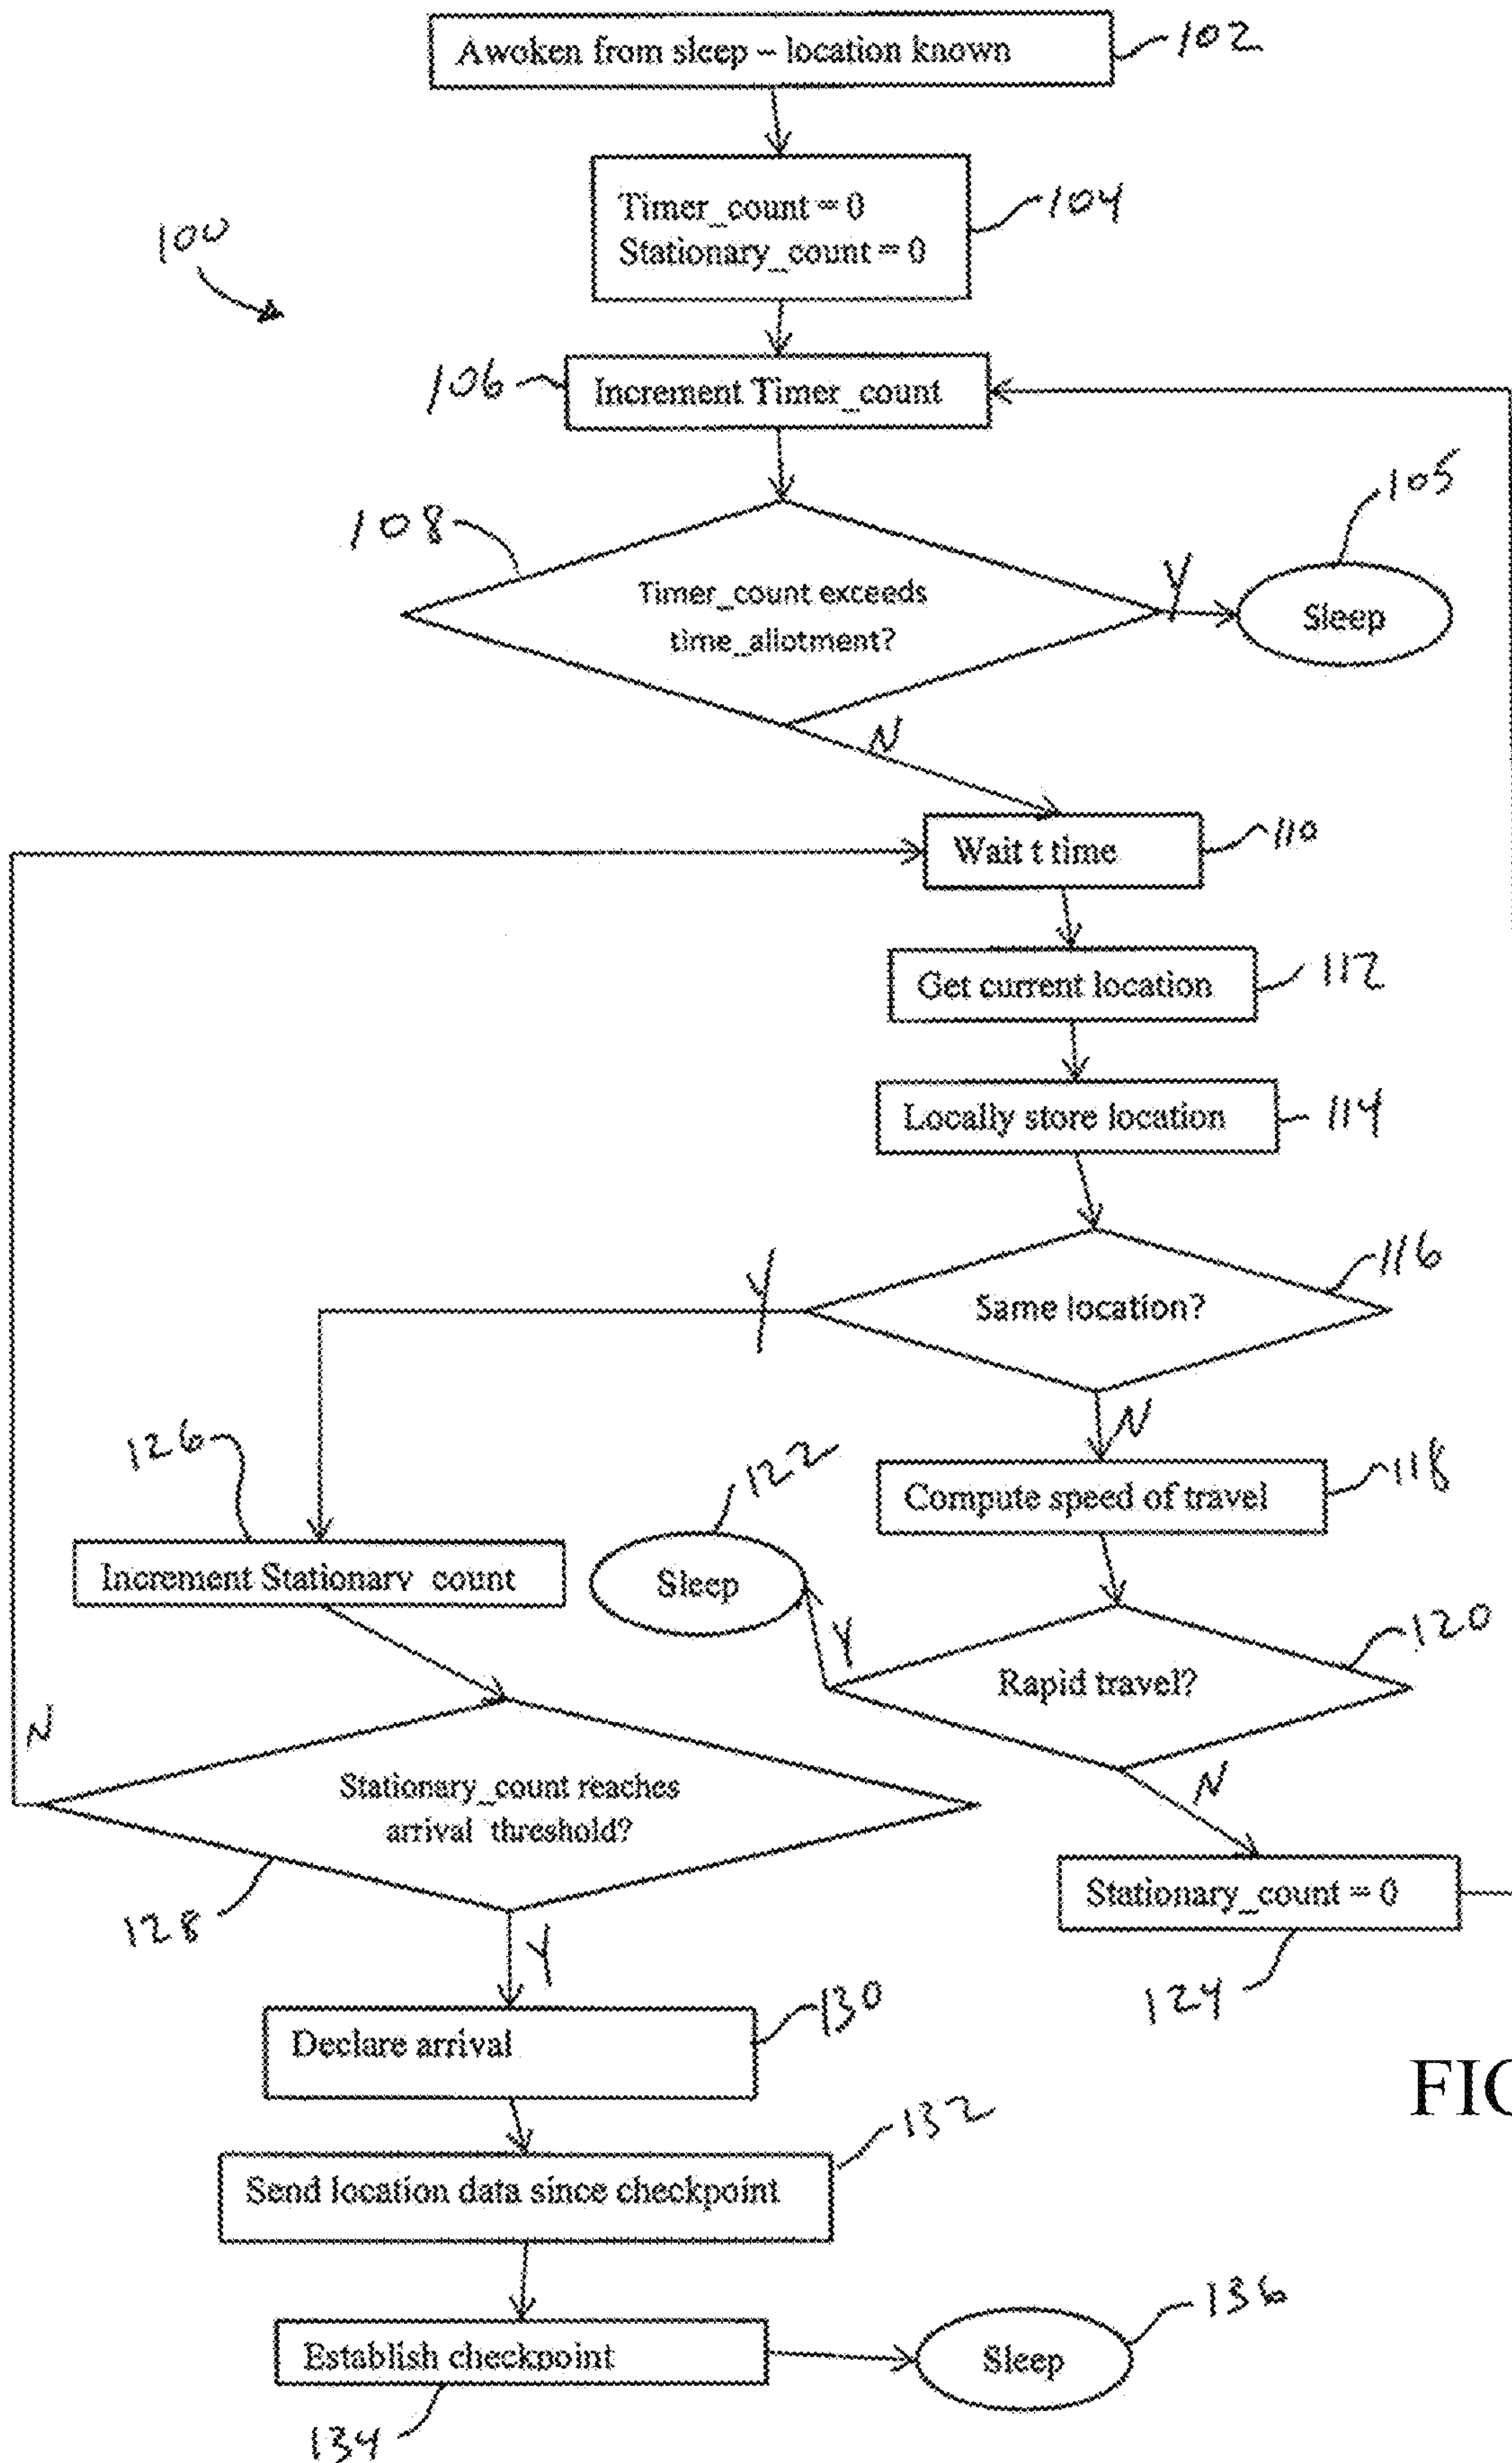 Awoken from sleep – location known
102
Timer_count = 0
Stationary_count = 0
104
100
106
Increment Timer_count
105
108
Timer_count exceeds
time_allotment?
Y
Sleep
N
Wait t time
110
Get current location
112
Locally store location
114
116
Same location?
Y
N
126
122
Compute speed of travel
118
Increment Stationary count
Sleep
Y
120
Rapid travel?
N
Stationary_count reaches
arrival threshold?
N
128
Y
Stationary_count = 0
124
Declare arrival
130
FIG
132
Send location data since checkpoint
136
Establish checkpoint
Sleep
134